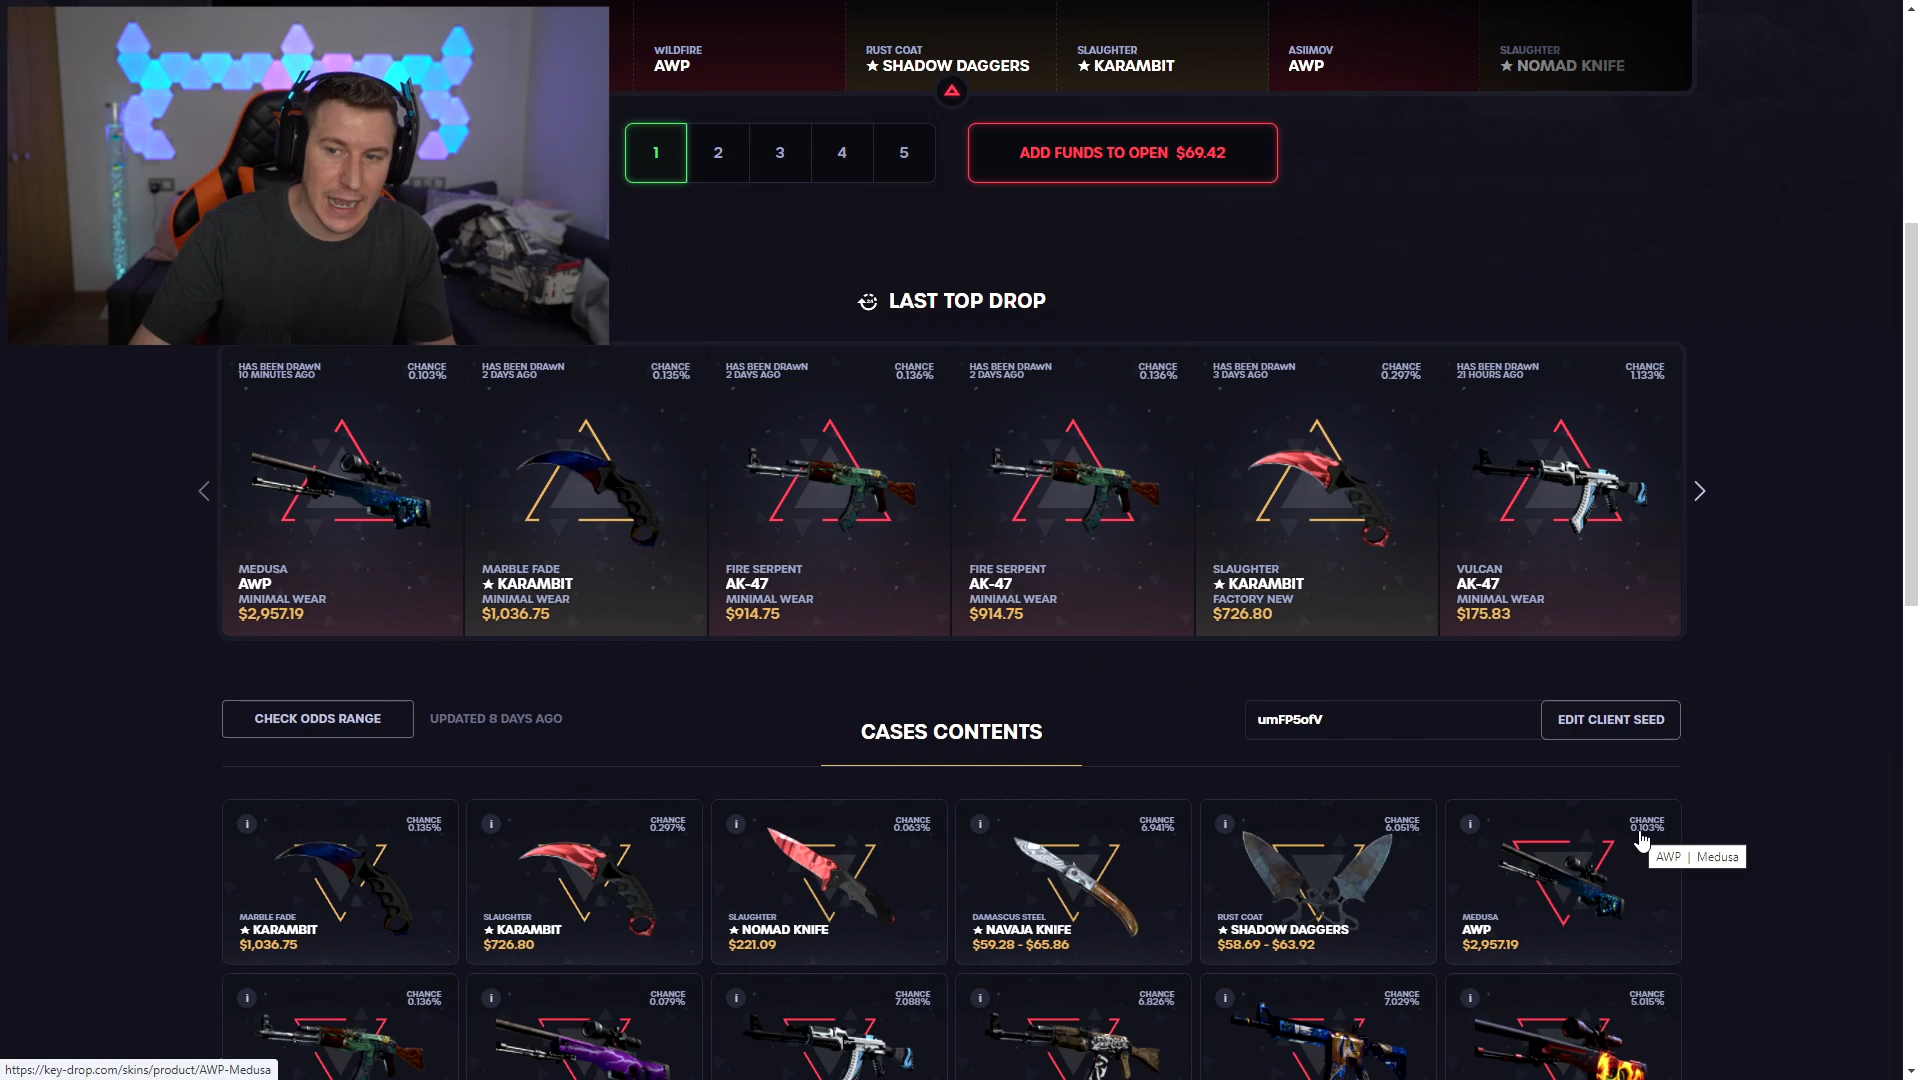 WILDFIRE
AWP
RUST COAT
★ SHADOW DAGGERS
SLAUGHTER
★ KARAMBIT
ASIIMOV
AWP
SLAUGHTER
★ NOMAD KNIFE
1 2 3 4 5
ADD FUNDS TO OPEN $69.42
LAST TOP DROP
HAS BEEN DRAWN
10 MINUTES AGO
CHANCE
0.103%
MEDUSA
AWP
MINIMAL WEAR
$2,957.19
HAS BEEN DRAWN
2 DAYS AGO
CHANCE
0.135%
MARBLE FADE
★ KARAMBIT
MINIMAL WEAR
$1,036.75
HAS BEEN DRAWN
2 DAYS AGO
CHANCE
0.136%
FIRE SERPENT
AK-47
MINIMAL WEAR
$914.75
HAS BEEN DRAWN
2 DAYS AGO
CHANCE
0.136%
FIRE SERPENT
AK-47
MINIMAL WEAR
$914.75
HAS BEEN DRAWN
3 DAYS AGO
CHANCE
0.297%
SLAUGHTER
★ KARAMBIT
FACTORY NEW
$726.80
HAS BEEN DRAWN
21 HOURS AGO
CHANCE
1.133%
VULCAN
AK-47
MINIMAL WEAR
$175.83
CHECK ODDS RANGE
UPDATED 8 DAYS AGO
CASES CONTENTS
umFP5ofV
EDIT CLIENT SEED
i
CHANCE
0.135%
MARBLE FADE
★ KARAMBIT
$1,036.75
i
CHANCE
0.297%
SLAUGHTER
★ KARAMBIT
$726.80
i
CHANCE
0.063%
SLAUGHTER
★ NOMAD KNIFE
$221.09
i
CHANCE
6.941%
DAMASCUS STEEL
★ NAVAJA KNIFE
$59.28 - $65.86
i
CHANCE
6.051%
RUST COAT
★ SHADOW DAGGERS
$58.69 - $63.92
i
CHANCE
0.103%
AWP | Medusa
MEDUSA
AWP
$2,957.19
i
CHANCE
0.136%
i
CHANCE
0.079%
i
CHANCE
7.088%
i
CHANCE
6.826%
i
CHANCE
7.029%
i
CHANCE
5.015%
https://key-drop.com/skins/product/AWP-Medusa